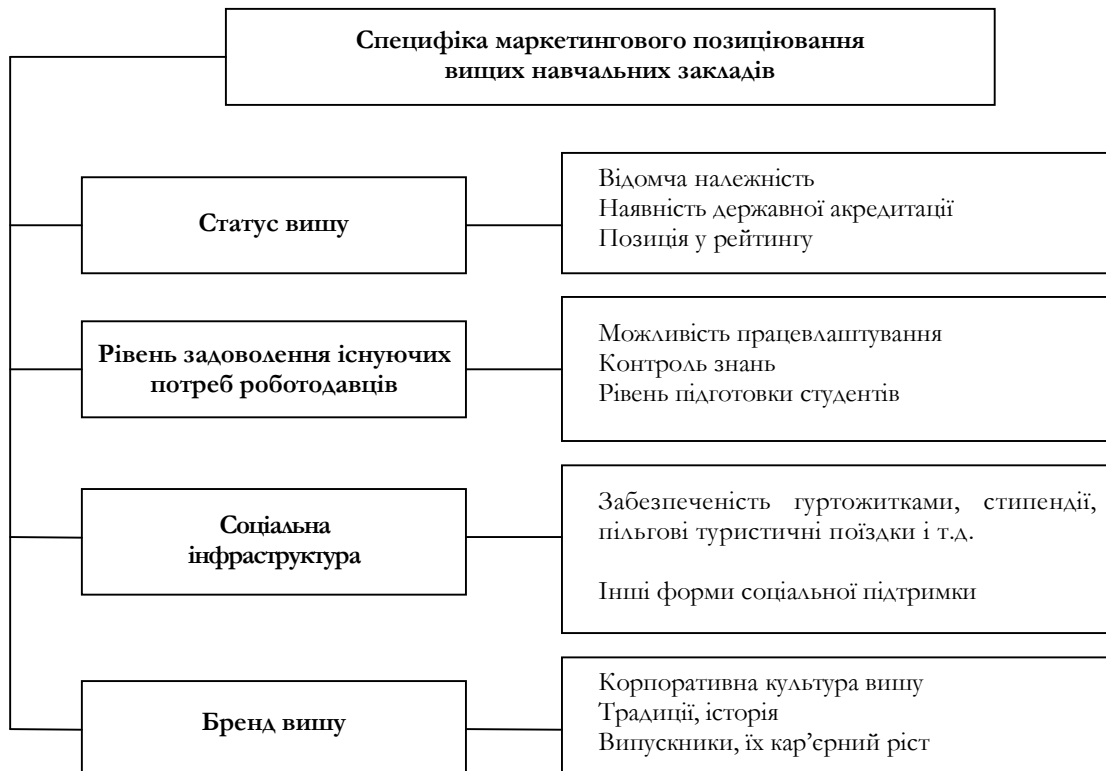 Специфіка маркетингового позиціювання
вищих навчальних закладів
Статус вишу
Відомча належність
Наявність державної акредитації
Позиція у рейтингу
Рівень задоволення існуючих
потреб роботодавців
Можливість працевлаштування
Контроль знань
Рівень підготовки студентів
Соціальна
інфраструктура
Забезпеченість гуртожитками, стипендії,
пільгові туристичні поїздки і т.д.
Інші форми соціальної підтримки
Бренд вишу
Корпоративна культура вишу
Традиції, історія
Випускники, їх кар’єрний ріст